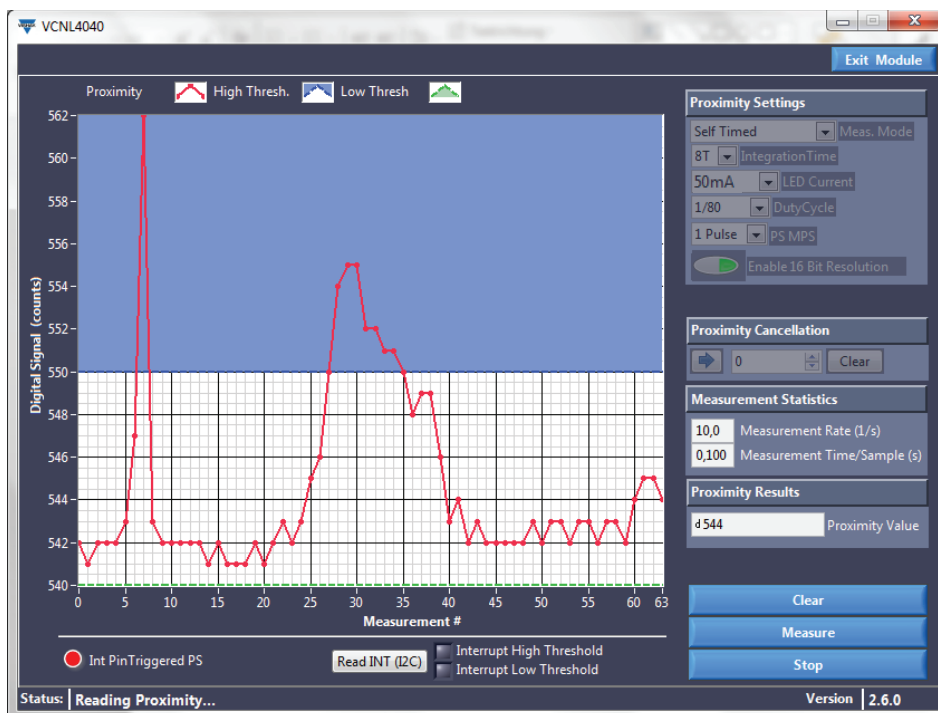 VCNL4040
Exit Module
Proximity High Thresh. Low Thresh
Digital Signal (counts)
562
560
558
556
554
552
550
548
546
544
542
540
0 5 10 15 20 25 30 35 40 45 50 55 60 63
Measurement #
Int PinTriggered PS
Read INT (I2C)
Interrupt High Threshold
Interrupt Low Threshold
Proximity Settings
Self Timed Meas. Mode
8T IntegrationTime
50mA LED Current
1/80 DutyCycle
1 Pulse PS MPS
Enable 16 Bit Resolution
Proximity Cancellation
0 Clear
Measurement Statistics
10,0 Measurement Rate (1/s)
0,100 Measurement Time/Sample (s)
Proximity Results
d 544 Proximity Value
Clear
Measure
Stop
Status: Reading Proximity... Version 2.6.0